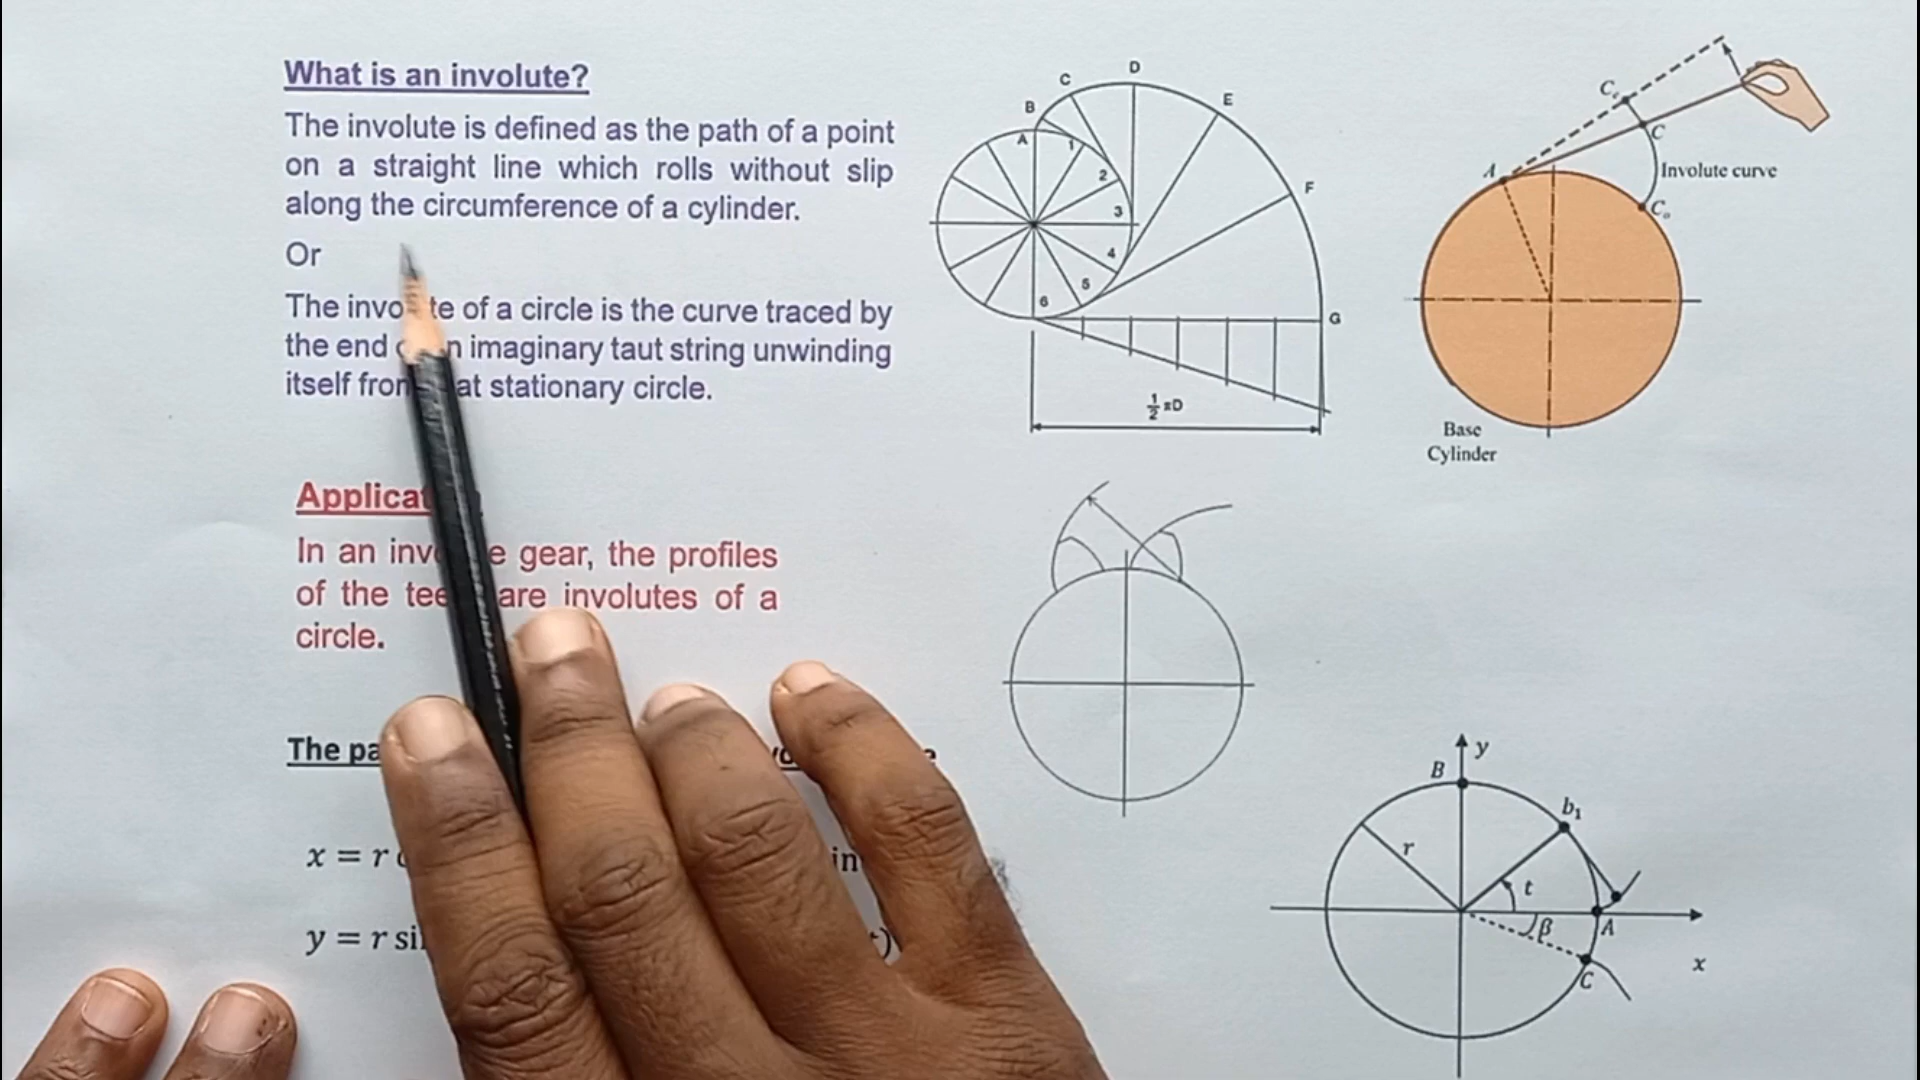 What is an involute?
The involute is defined as the path of a point
on a straight line which rolls without slip
along the circumference of a cylinder.
Or
The invo te of a circle is the curve traced by
the end n imaginary taut string unwinding
itself from at stationary circle.
Applicat
In an inv e gear, the profiles
of the tee are involutes of a
circle.
The pa
x = r
y = r si
in
t)
A
B
C
D
E
F
G
1
2
3
4
5
6
½ πD
C
C
A
Involute curve
C₀
Base
Cylinder
y
B
b₁
r
t
β
A
C
x